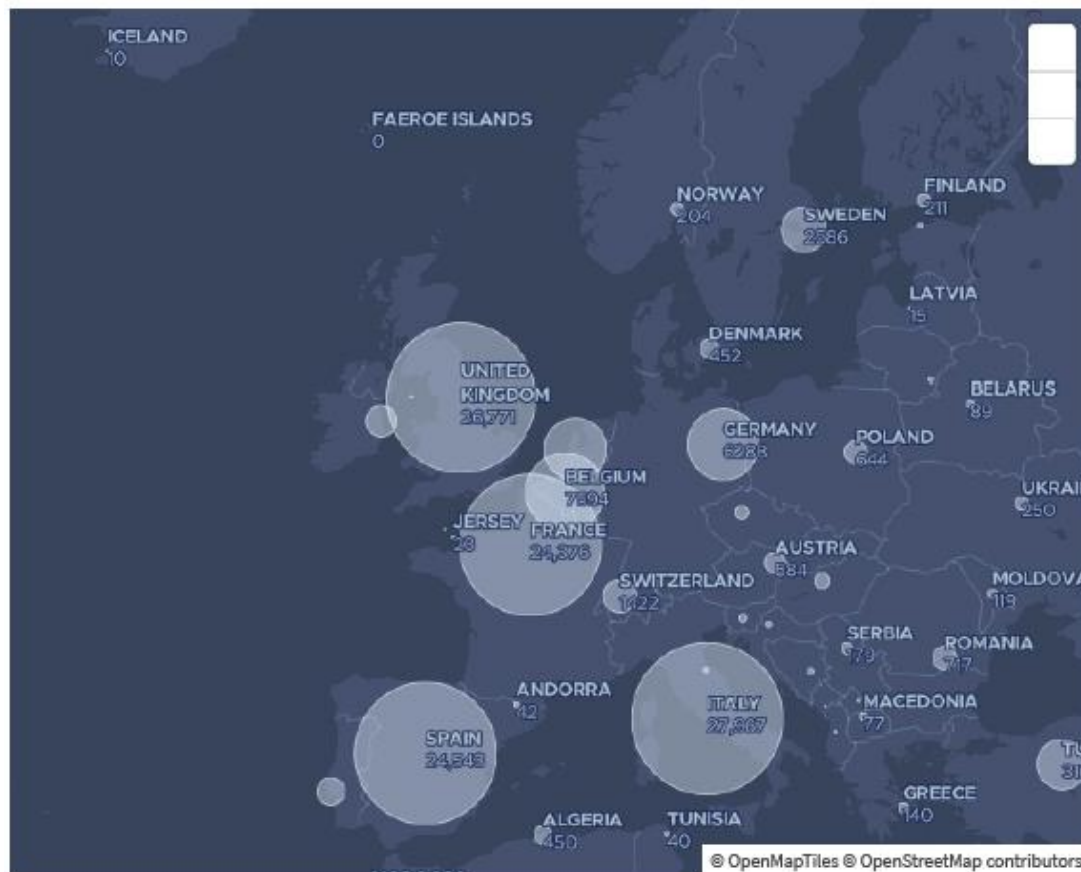 ICELAND
10
FAEROE ISLANDS
0
NORWAY
204
FINLAND
211
SWEDEN
2586
LATVIA
15
DENMARK
452
UNITED
KINGDOM
26,771
BELARUS
89
GERMANY
6288
POLAND
644
BELGIUM
7594
UKRAI
250
JERSEY
23
FRANCE
24,376
AUSTRIA
584
SWITZERLAND
1422
MOLDOVA
119
SERBIA
179
ROMANIA
717
ANDORRA
42
MACEDONIA
77
ITALY
27,967
SPAIN
24,543
GREECE
140
ALGERIA
450
TUNISIA
40
© OpenMapTiles © OpenStreetMap contributors